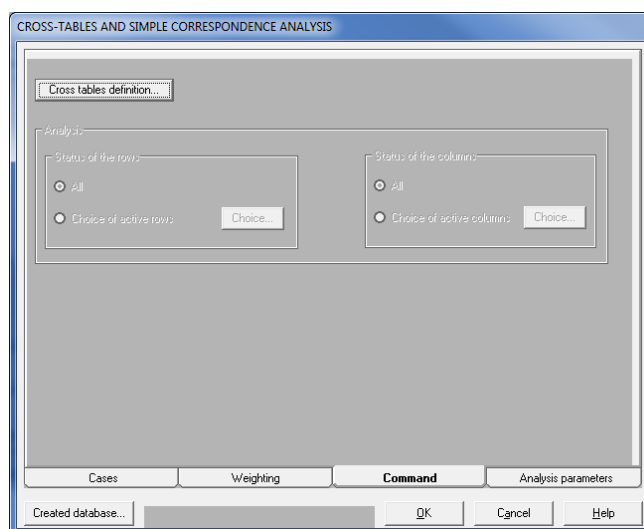 CROSS-TABLES AND SIMPLE CORRESPONDENCE ANALYSIS
Cross tables definition...
Analysis
Status of the rows
Status of the columns
All
All
Choice of active rows
Choice...
Choice of active columns
Choice...
Cases
Weighting
Command
Analysis parameters
Created database...
OK
Cancel
Help